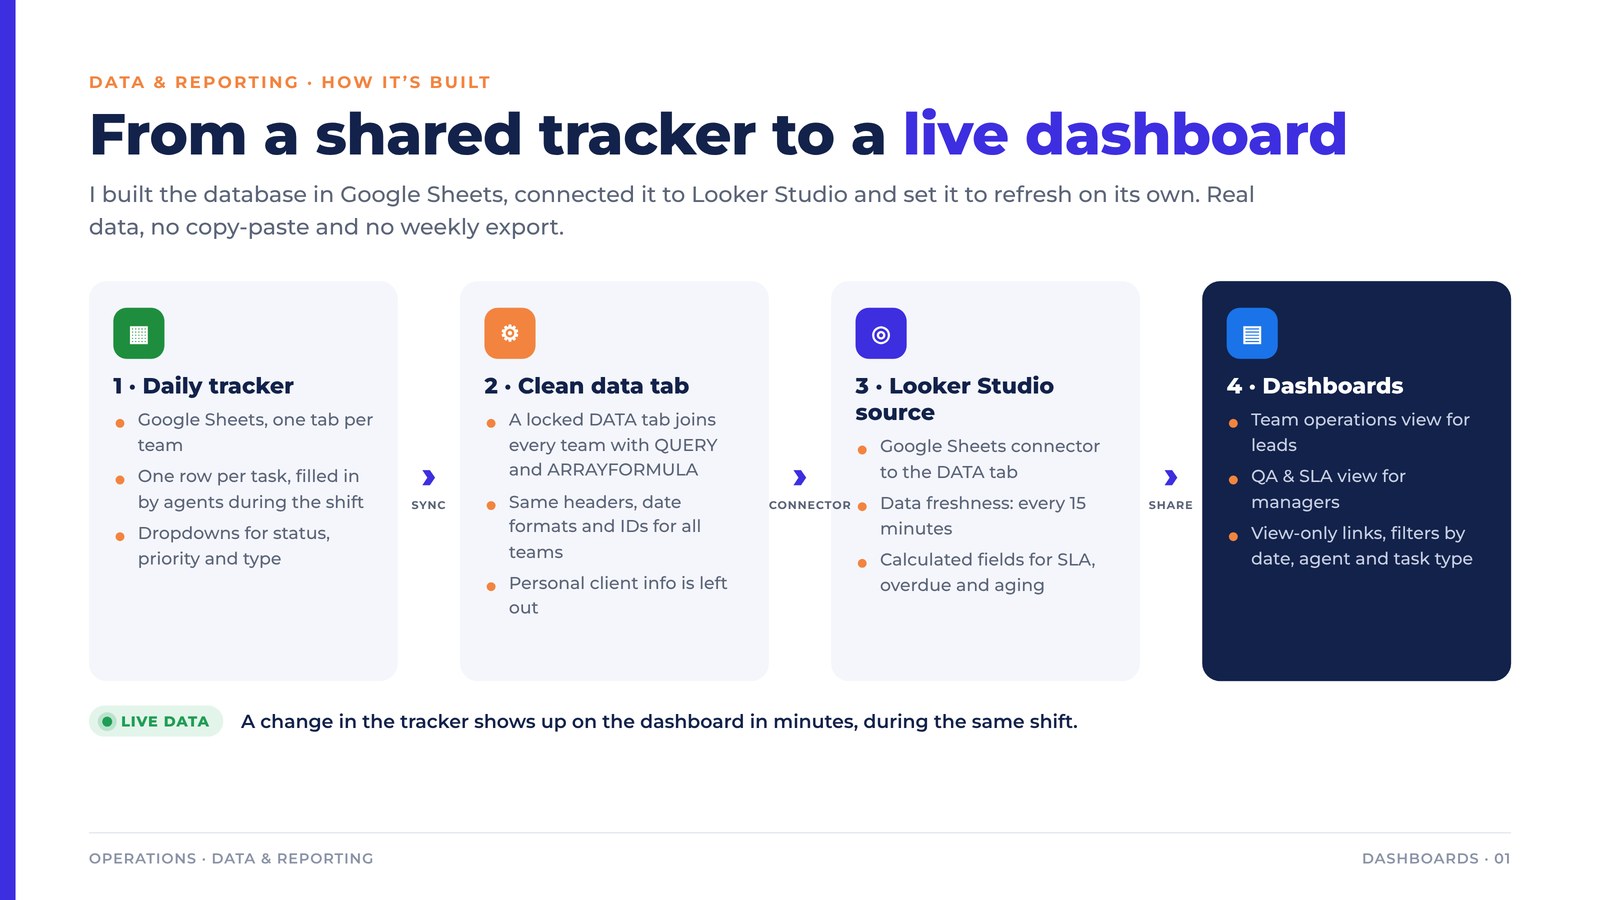 DATA & REPORTING · HOW IT’S BUILT
From a shared tracker to a live dashboard
I built the database in Google Sheets, connected it to Looker Studio and set it to refresh on its own. Real
data, no copy-paste and no weekly export.
1 · Daily tracker
Google Sheets, one tab per
team
One row per task, filled in
by agents during the shift
Dropdowns for status,
priority and type
SYNC
2 · Clean data tab
A locked DATA tab joins
every team with QUERY
and ARRAYFORMULA
Same headers, date
formats and IDs for all
teams
Personal client info is left
out
CONNECTOR
3 · Looker Studio
source
Google Sheets connector
to the DATA tab
Data freshness: every 15
minutes
Calculated fields for SLA,
overdue and aging
SHARE
4 · Dashboards
Team operations view for
leads
QA & SLA view for
managers
View-only links, filters by
date, agent and task type
LIVE DATA
A change in the tracker shows up on the dashboard in minutes, during the same shift.
OPERATIONS · DATA & REPORTING
DASHBOARDS · 01